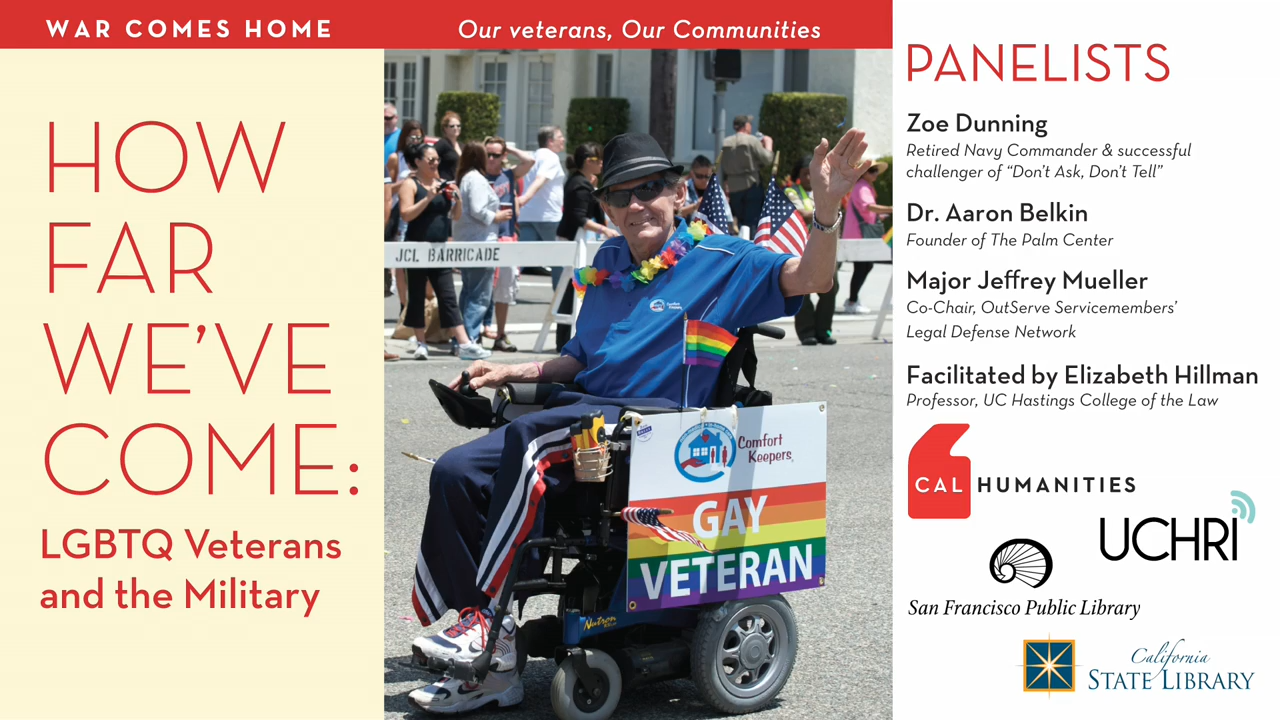 WAR COMES HOME
Our veterans, Our Communities
HOW
FAR
WE'VE
COME:
LGBTQ Veterans
and the Military
JCL BARRICADE
Comfort
Keepers
GAY
VETERAN
PANELISTS
Zoe Dunning
Retired Navy Commander & successful
challenger of "Don't Ask, Don't Tell"
Dr. Aaron Belkin
Founder of The Palm Center
Major Jeffrey Mueller
Co-Chair, OutServe Servicemembers'
Legal Defense Network
Facilitated by Elizabeth Hillman
Professor, UC Hastings College of the Law
CAL HUMANITIES
UCHRI
San Francisco Public Library
California
STATE LIBRARY